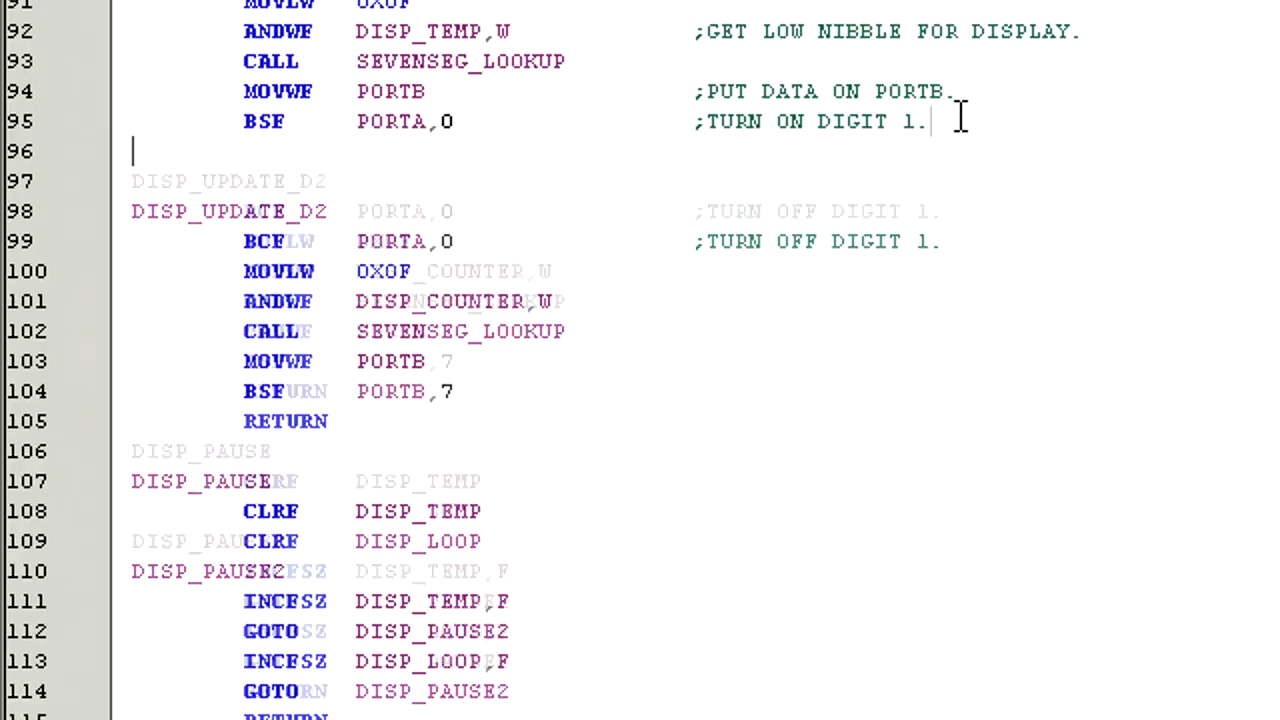 91 MOVLW 0X0F
92 ANDWF DISP_TEMP,W ;GET LOW NIBBLE FOR DISPLAY.
93 CALL SEVENSEG_LOOKUP
94 MOVWF PORTB ;PUT DATA ON PORTB.
95 BSF PORTA,0 ;TURN ON DIGIT 1.
96
97 DISP_UPDATE_D2
98 DISP_UPDATE_D2 PORTA,0 ;TURN OFF DIGIT 1.
99 BCF PORTA,0 ;TURN OFF DIGIT 1.
100 MOVLW 0X0F
101 ANDWF DISP_COUNTER,W
102 CALL SEVENSEG_LOOKUP
103 MOVWF PORTB
104 BSF PORTB,7
105 RETURN
106 DISP_PAUSE
107 DISP_PAUSE DISP_TEMP
108 CLRF DISP_TEMP
109 CLRF DISP_LOOP
110 DISP_PAUSE2 DISP_TEMP,F
111 INCFSZ DISP_TEMP,F
112 GOTO DISP_PAUSE2
113 INCFSZ DISP_LOOP,F
114 GOTO DISP_PAUSE2
115 RETURN